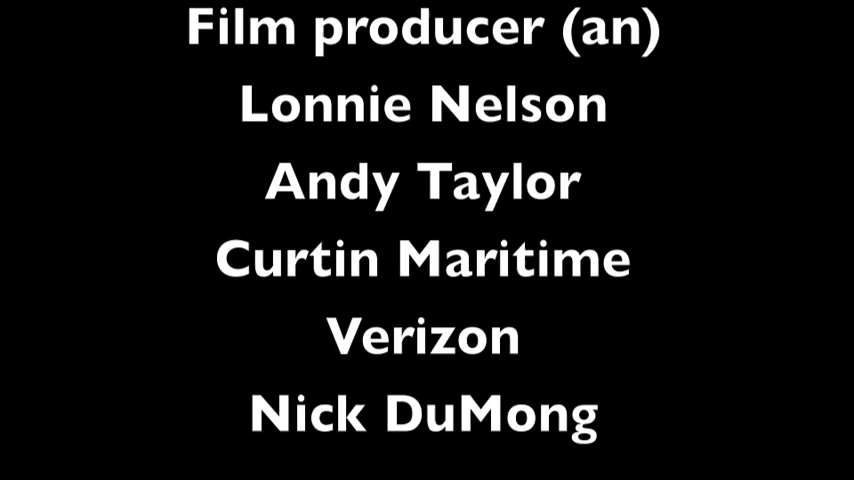 Film producer (an)
Lonnie Nelson
Andy Taylor
Curtin Maritime
Verizon
Nick DuMong